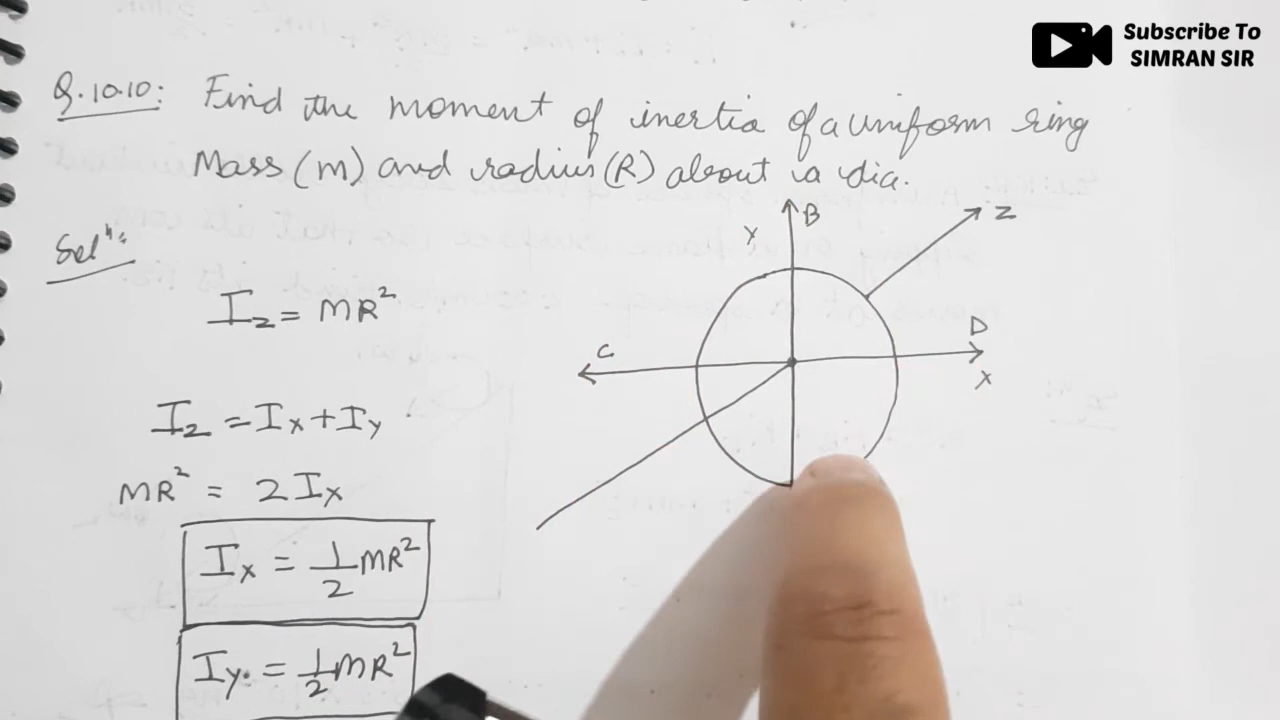 Subscribe To
SIMRAN SIR
Q.10.10: Find the moment of inertia of a uniform ring
Mass (m) and radius (R) about a dia.
Solⁿ:
I_z = MR²
I_z = I_x + I_y
MR² = 2I_x
I_x = 1/2 MR²
I_y = 1/2 MR²
Y B
Z
C
D
X